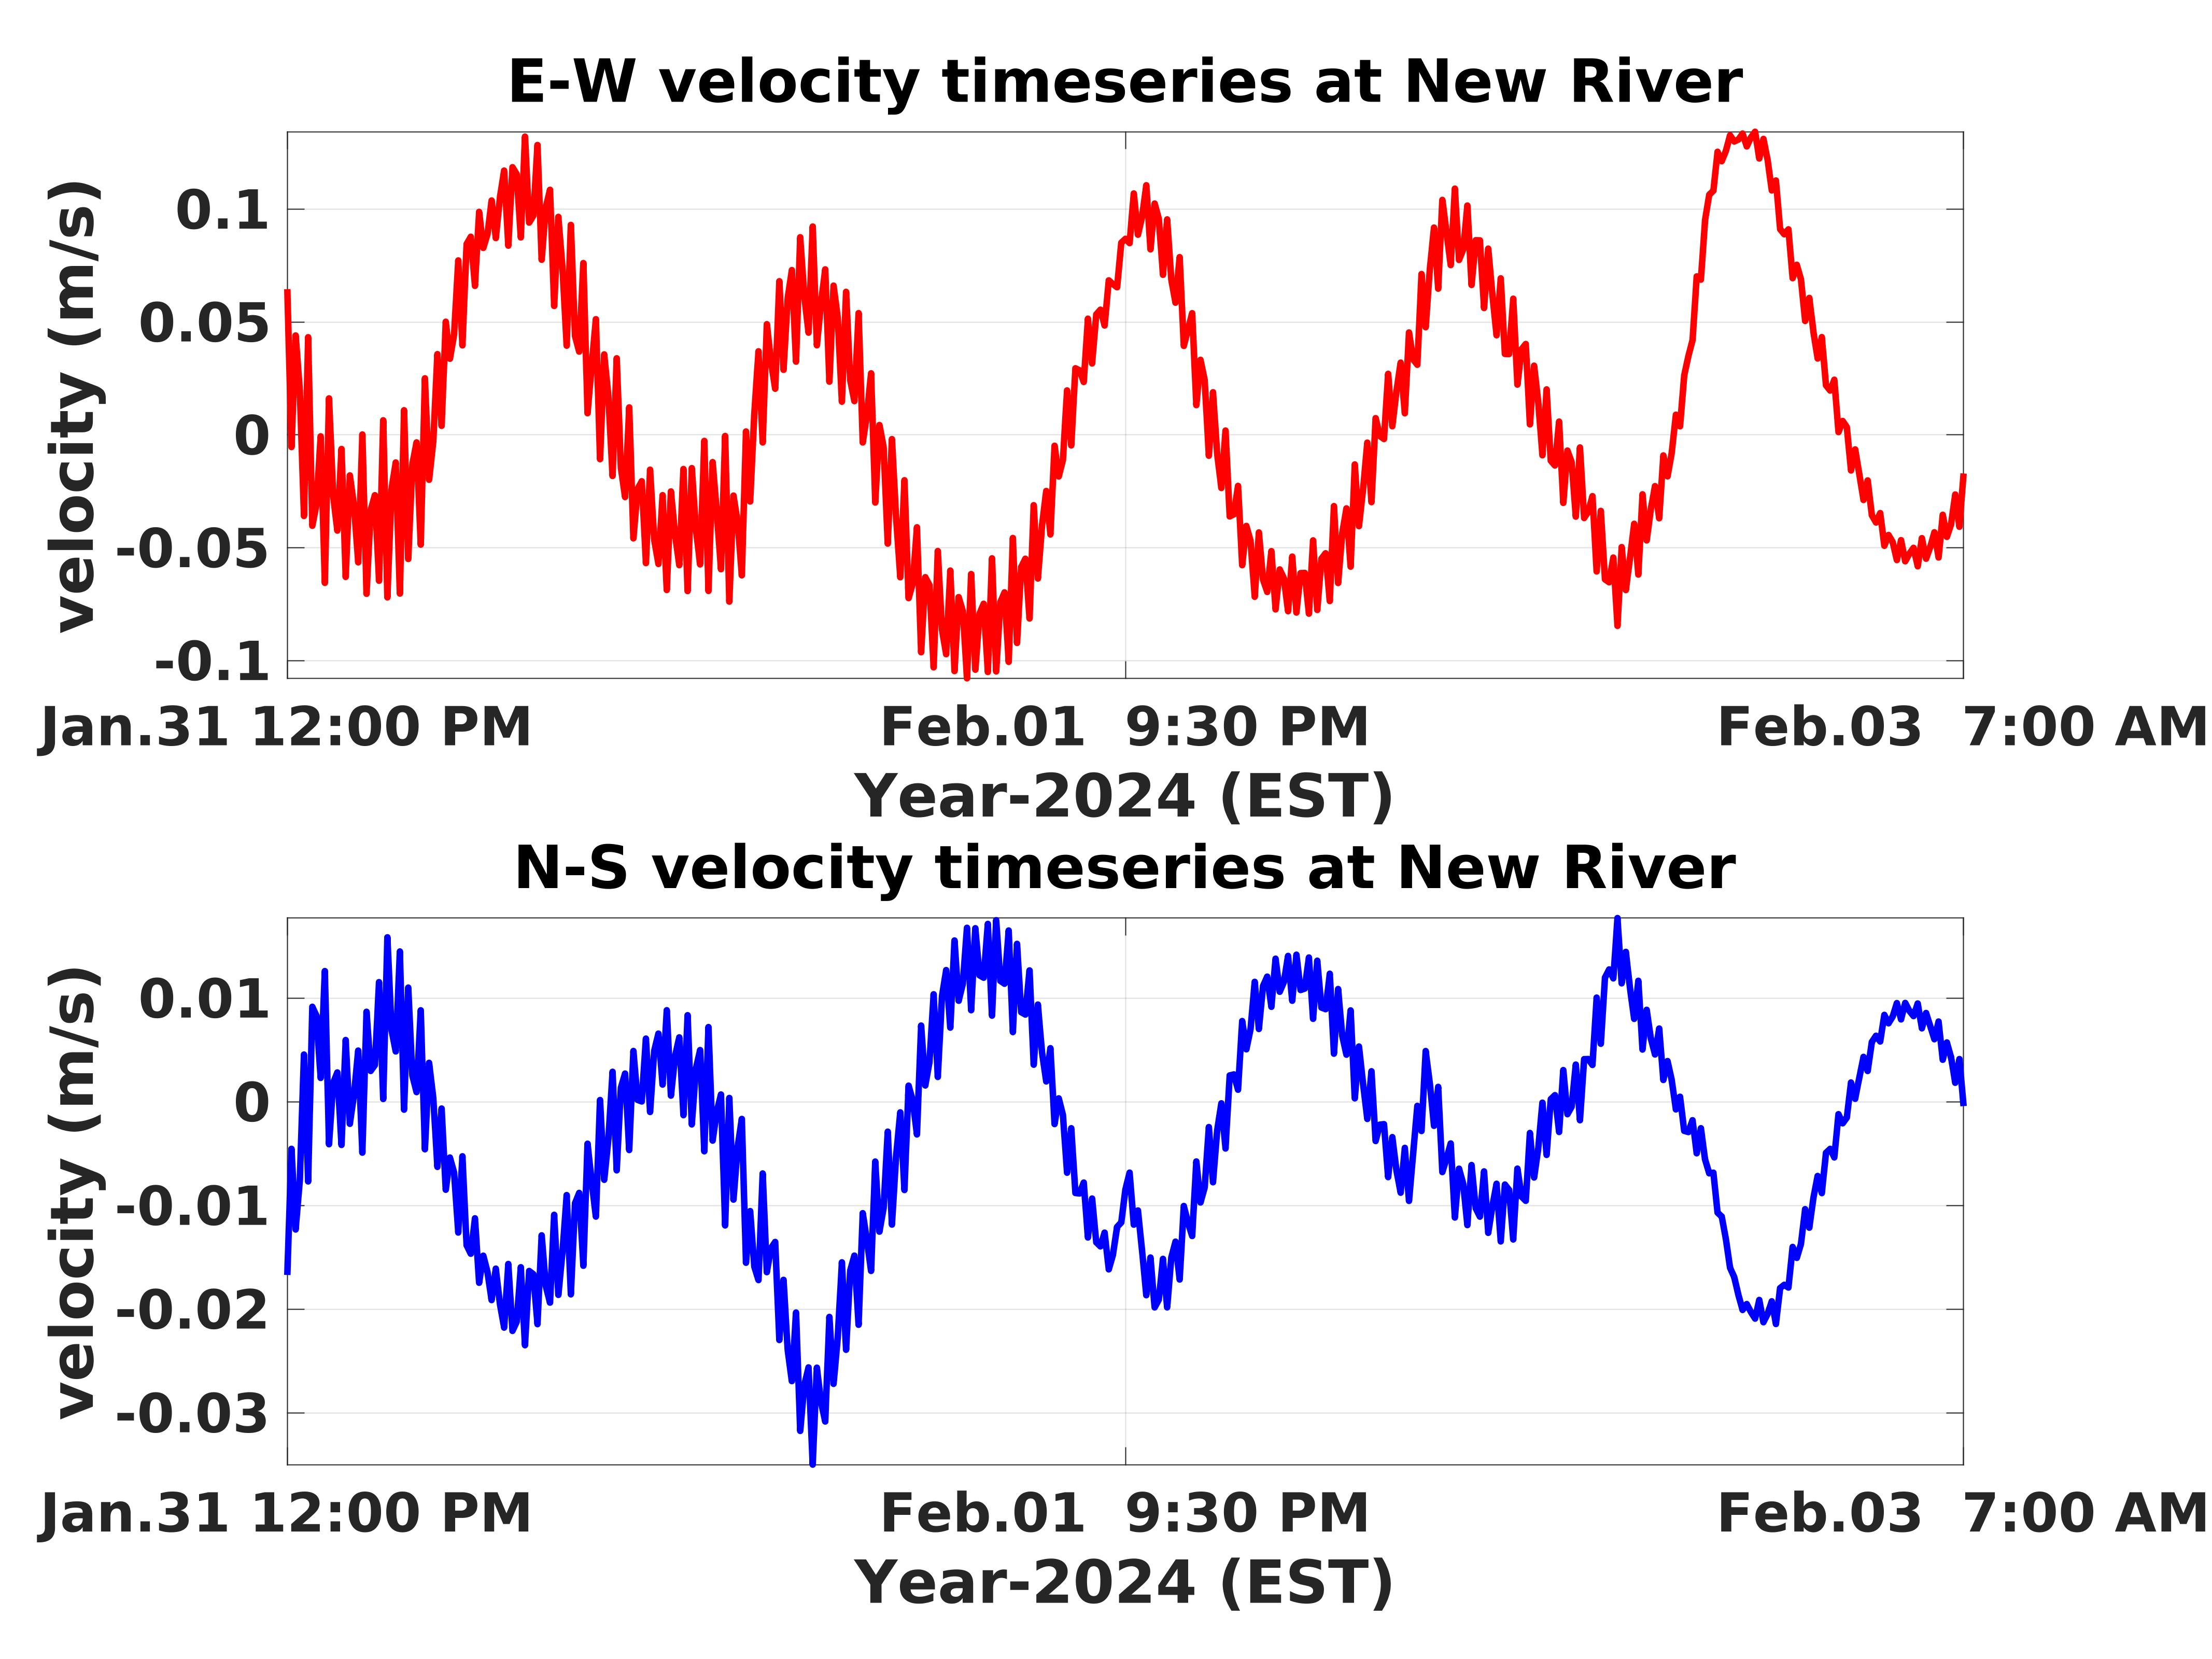 E-W velocity timeseries at New River
velocity (m/s)
0.1
0.05
0
-0.05
-0.1
Jan.31 12:00 PM Feb.01 9:30 PM Feb.03 7:00 AM
Year-2024 (EST)
N-S velocity timeseries at New River
velocity (m/s)
0.01
0
-0.01
-0.02
-0.03
Jan.31 12:00 PM Feb.01 9:30 PM Feb.03 7:00 AM
Year-2024 (EST)